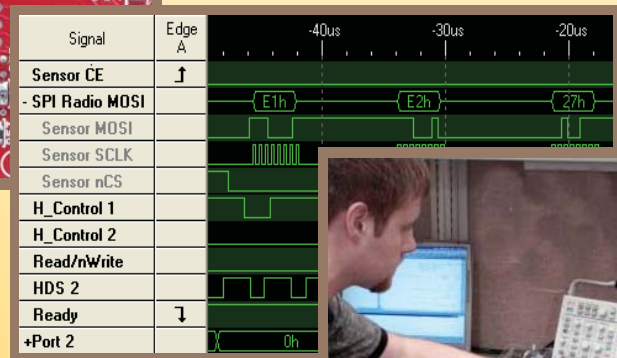 Signal Edge A -40us -30us -20us
Sensor CE
- SPI Radio MOSI E1h E2h 27h
Sensor MOSI
Sensor SCLK
Sensor nCS
H_Control 1
H_Control 2
Read/nWrite
HDS 2
Ready
+Port 2 0h